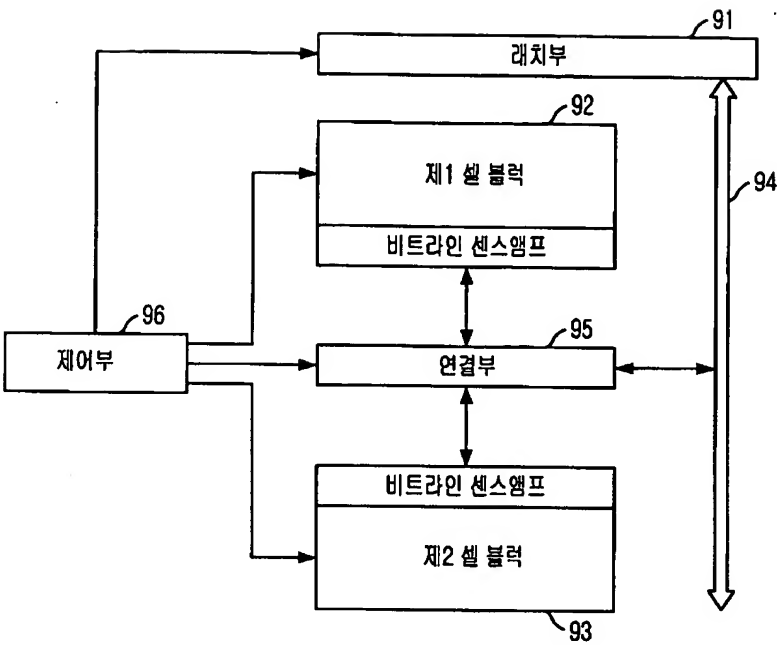 91
래치부
92
제1 셀 블럭
94
비트라인 센스앰프
96
제어부
95
연결부
비트라인 센스앰프
제2 셀 블럭
93